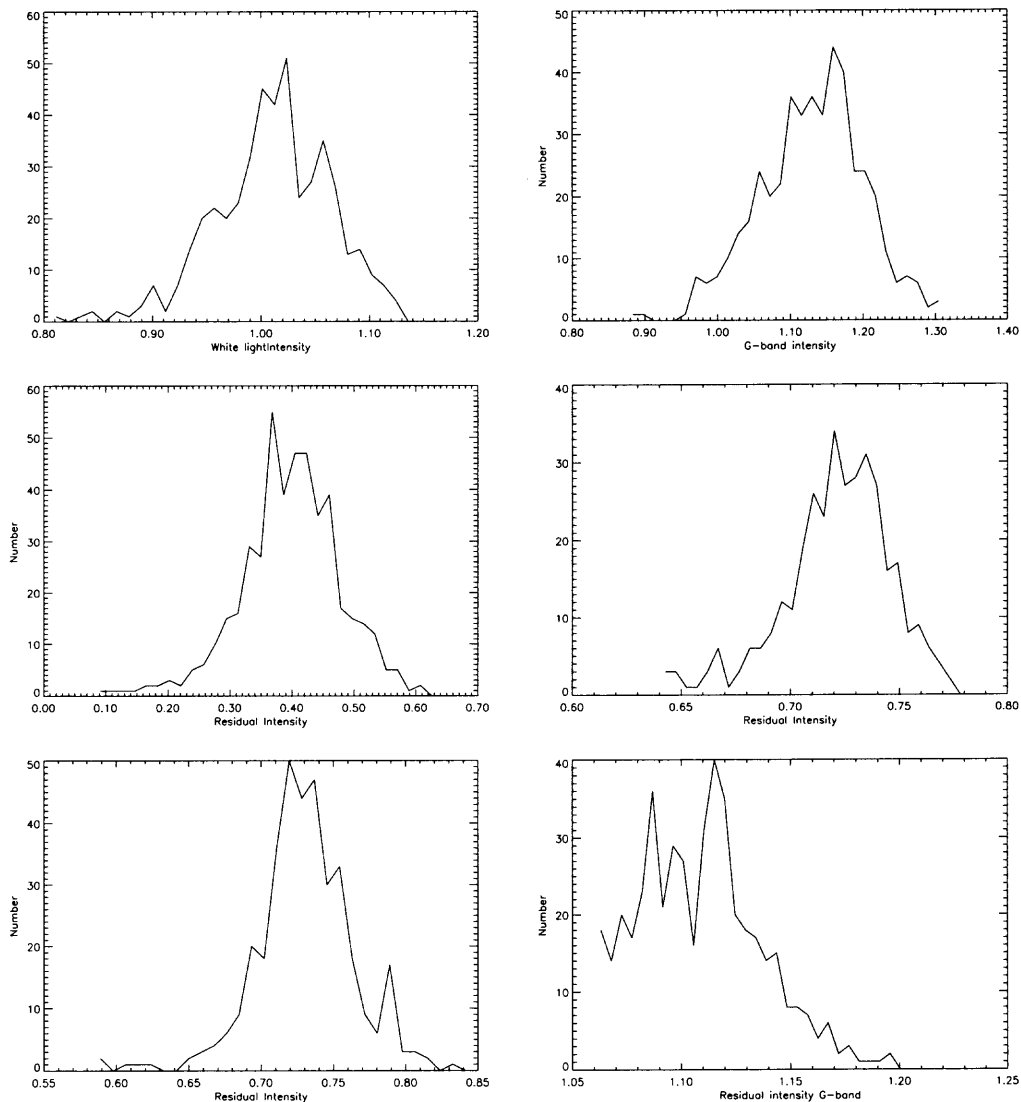 60
50
40
30
20
10
0
0.80 0.90 1.00 1.10 1.20
White lightIntensity
50
40
30
20
10
0
Number
0.80 0.90 1.00 1.10 1.20 1.30 1.40
G-band intensity
60
50
40
30
20
10
0
Number
0.00 0.10 0.20 0.30 0.40 0.50 0.60 0.70
Residual Intensity
40
30
20
10
0
Number
0.60 0.65 0.70 0.75 0.80
Residual Intensity
50
40
30
20
10
0
Number
0.55 0.60 0.65 0.70 0.75 0.80 0.85
Residual Intensity
40
30
20
10
0
Number
1.05 1.10 1.15 1.20 1.25
Residual intensity G-band